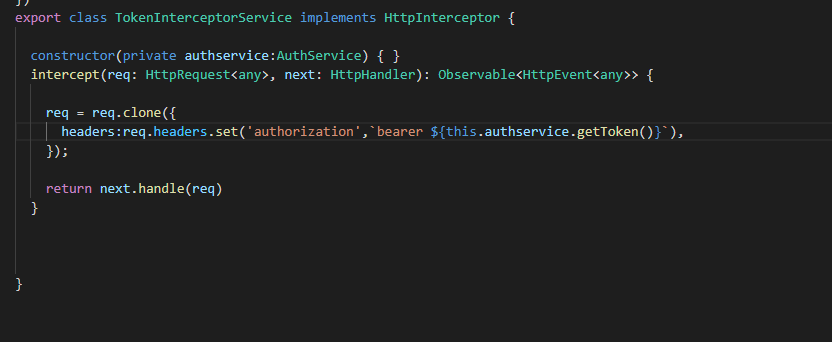 })
export class TokenInterceptorService implements HttpInterceptor {
constructor(private authservice:AuthService) { }
intercept(req: HttpRequest<any>, next: HttpHandler): Observable<HttpEvent<any>> {
req = req.clone({
headers:req.headers.set('authorization',`bearer ${this.authservice.getToken()}`),
});
return next.handle(req)
}
}